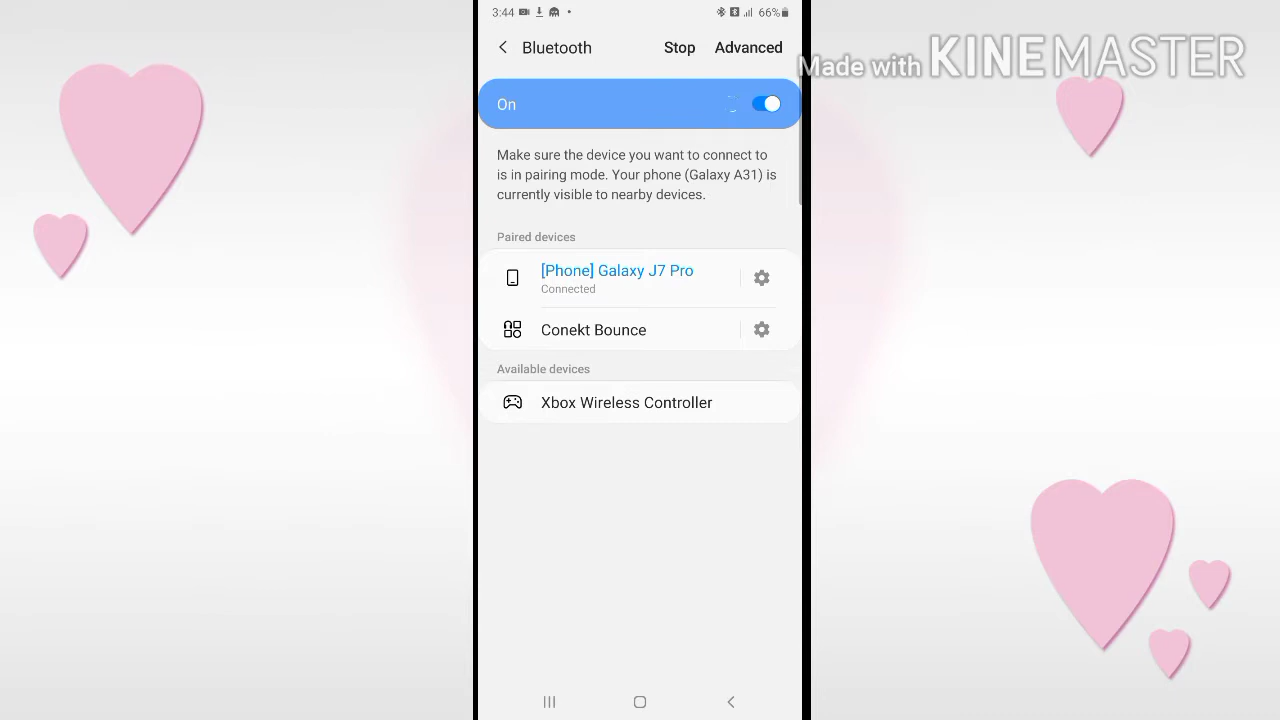 3:44 66%
Bluetooth Stop Advanced
Made with KINEMASTER
On
Make sure the device you want to connect to
is in pairing mode. Your phone (Galaxy A31) is
currently visible to nearby devices.
Paired devices
[Phone] Galaxy J7 Pro
Connected
Conekt Bounce
Available devices
Xbox Wireless Controller